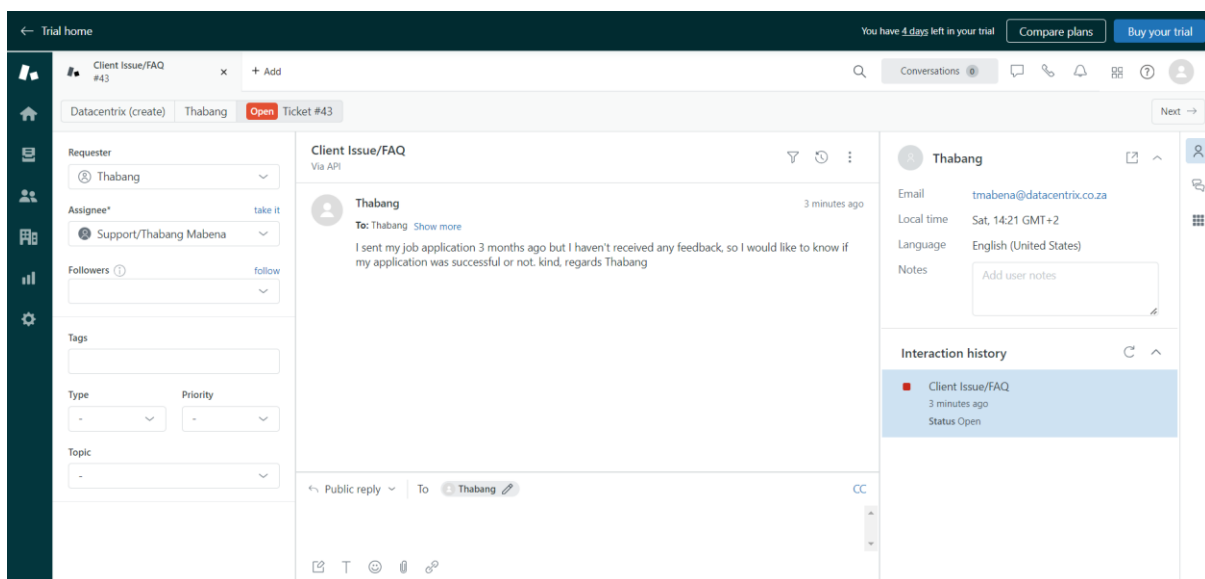 Trial home
You have 4 days left in your trial
Compare plans
Buy your trial
Client Issue/FAQ
#43
+ Add
Conversations 0
Datacentrix (create)
Thabang
Open Ticket #43
Next
Requester
Thabang
Assignee*
take it
Support/Thabang Mabena
Followers
follow
Tags
Type
Priority
-
-
Topic
-
Client Issue/FAQ
Via API
Thabang
3 minutes ago
To: Thabang Show more
I sent my job application 3 months ago but I haven't received any feedback, so I would like to know if
my application was successful or not. kind, regards Thabang
Public reply
To
Thabang
CC
Thabang
Email
tmabena@datacentrix.co.za
Local time
Sat, 14:21 GMT+2
Language
English (United States)
Notes
Add user notes
Interaction history
Client Issue/FAQ
3 minutes ago
Status Open